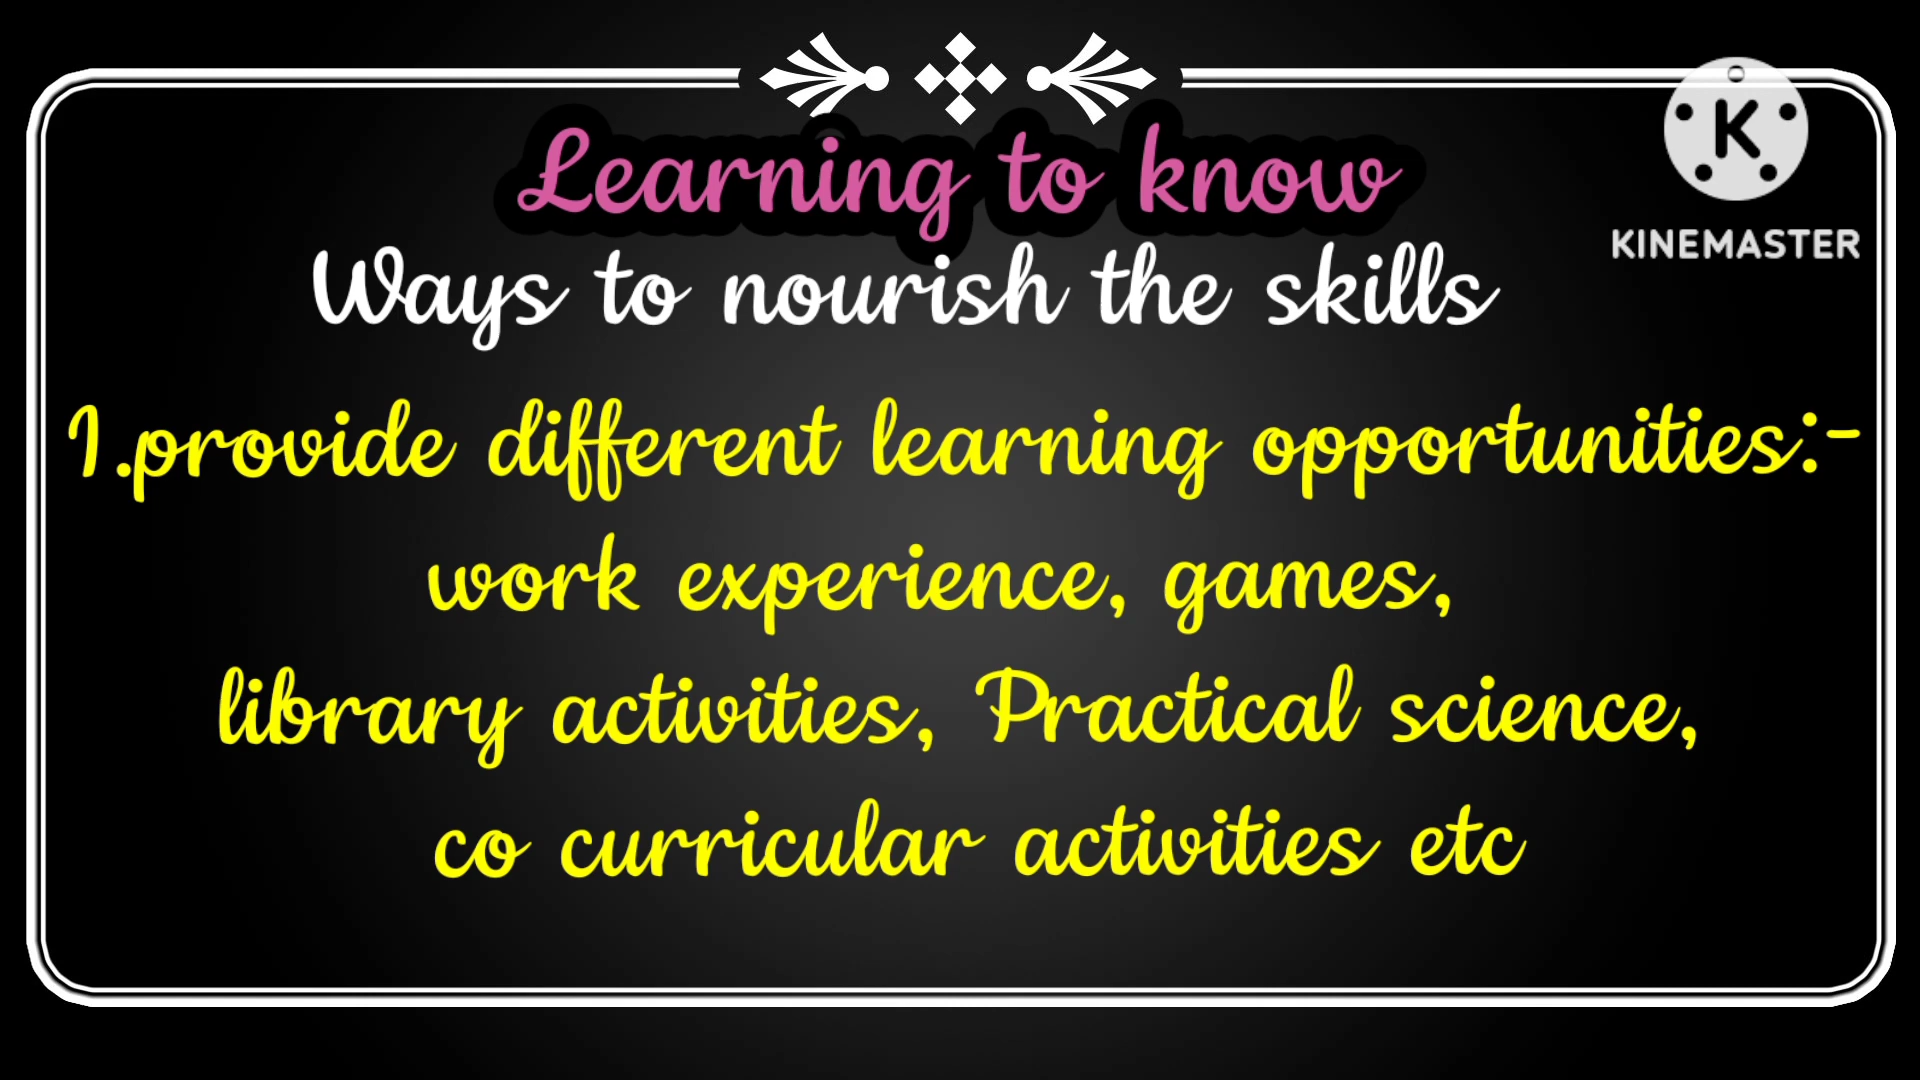 Learning to know
K
KINEMASTER
Ways to nourish the skills
1.provide different learning opportunities:-
work experience, games,
library activities, Practical science,
co curricular activities etc